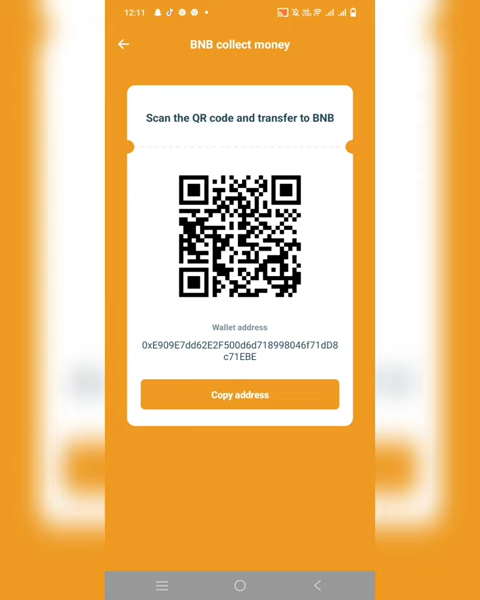 12:11
BNB collect money
Scan the QR code and transfer to BNB
Wallet address
0xE909E7dd62E2F500d6d718998046f71dD8
c71EBE
Copy address